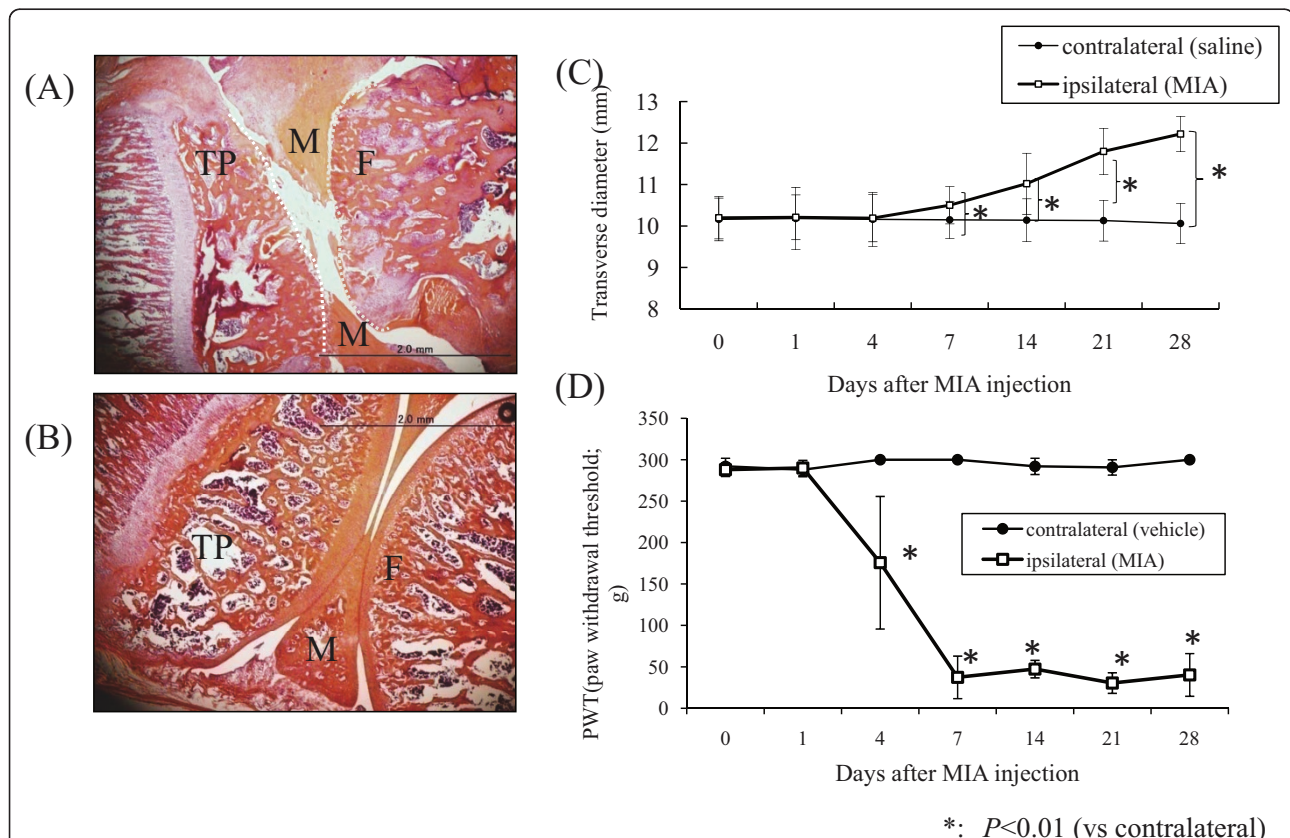 (A)
TP
M
F
M
2.0 mm
(B)
2.0 mm
TP
F
M
(C)
contralateral (saline)
ipsilateral (MIA)
Transverse diameter (mm)
13
12
11
10
9
8
*
*
*
*
0 1 4 7 14 21 28
Days after MIA injection
(D)
PWT(paw withdrawal threshold;
g)
350
300
250
200
150
100
50
0
contralateral (vehicle)
ipsilateral (MIA)
*
*
*
*
*
0 1 4 7 14 21 28
Days after MIA injection
*: P<0.01 (vs contralateral)